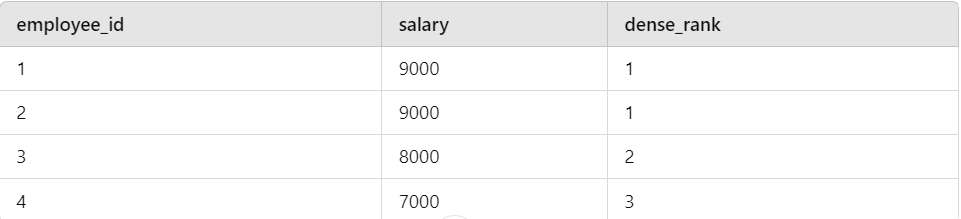 employee_id salary dense_rank
1 9000 1
2 9000 1
3 8000 2
4 7000 3